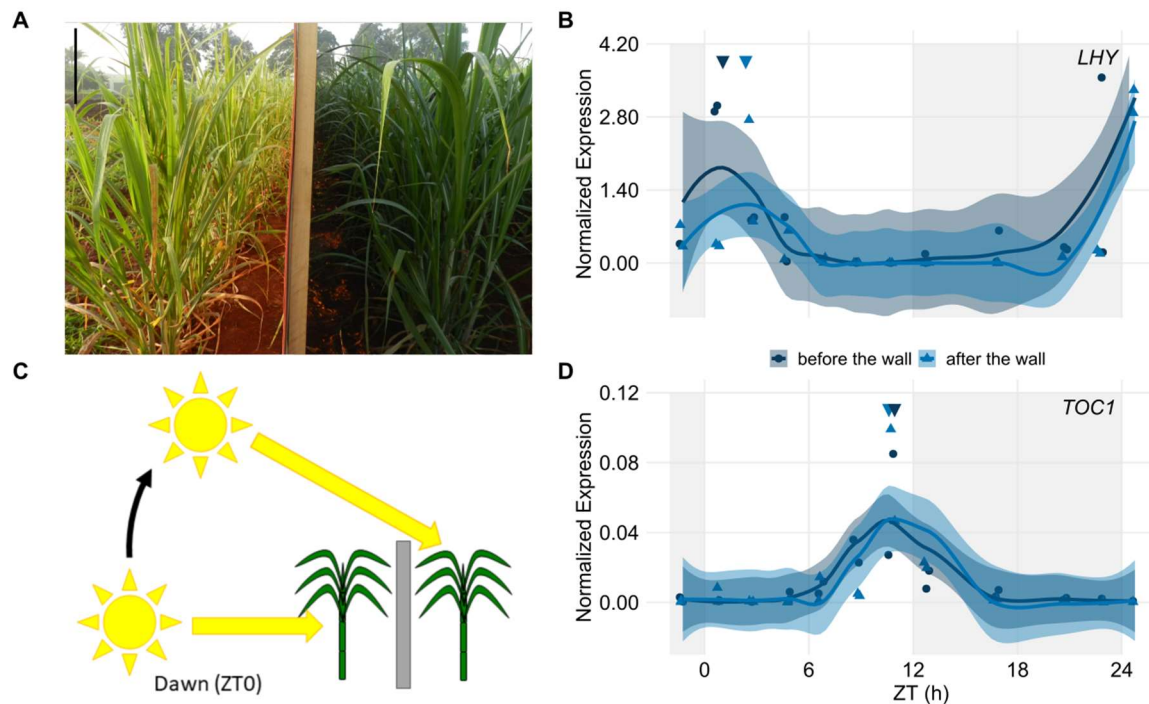 A
B
4.20
LHY
2.80
1.40
0.00
Normalized Expression
before the wall after the wall
C
Dawn (ZT0)
D
0.12
TOC1
0.08
0.04
0.00
Normalized Expression
0 6 12 18 24
ZT (h)